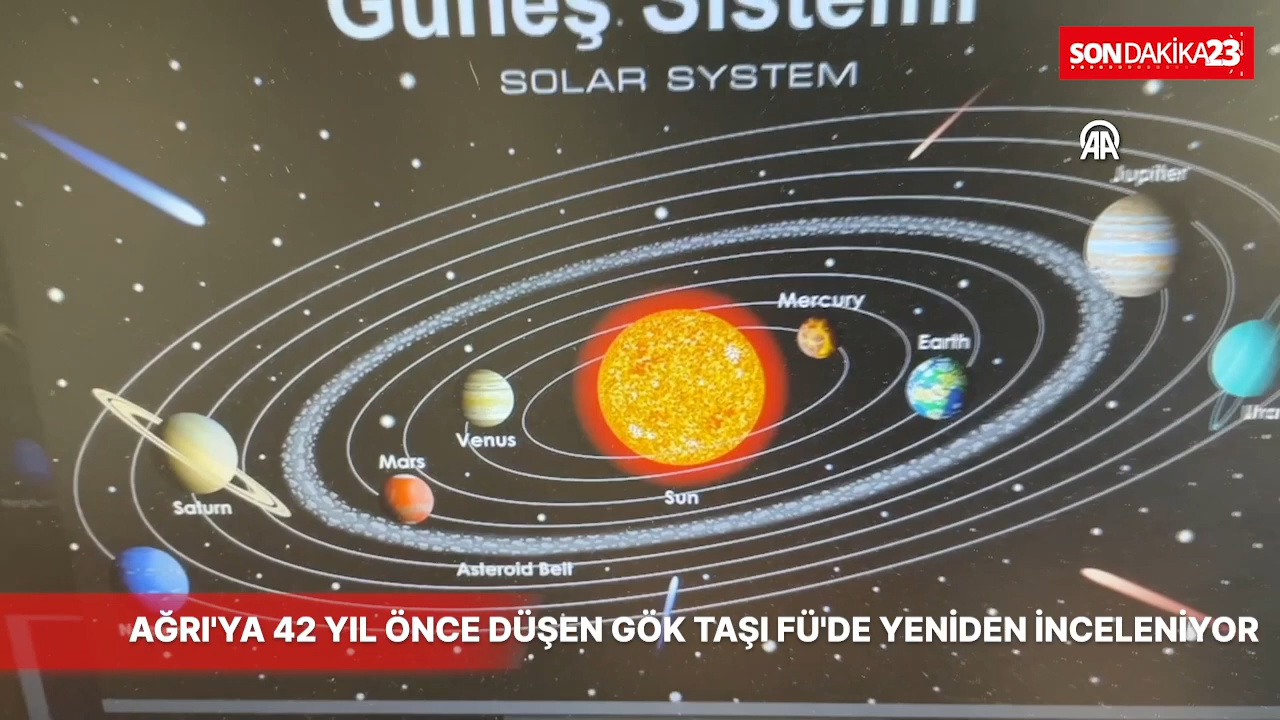 Güneş Sistemi
SOLAR SYSTEM
SONDAKİKA23
AA
Jupiter
Mercury
Earth
Venus
Mars
Sun
Saturn
Asteroid Belt
AĞRI'YA 42 YIL ÖNCE DÜŞEN GÖK TAŞI FÜ'DE YENİDEN İNCELENİYOR